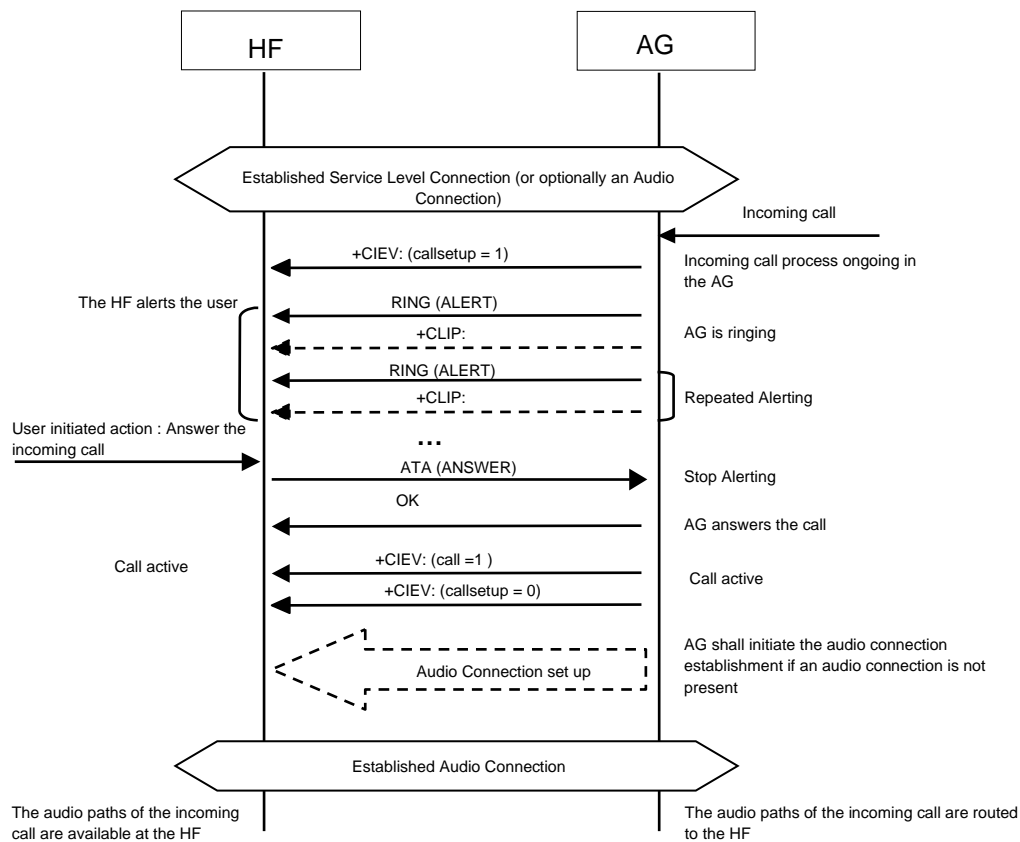 HF
AG
Established Service Level Connection (or optionally an Audio
Connection)
Incoming call
+CIEV: (callsetup = 1)
Incoming call process ongoing in
the AG
The HF alerts the user
RING (ALERT)
+CLIP:
AG is ringing
RING (ALERT)
+CLIP:
Repeated Alerting
User initiated action : Answer the
incoming call
...
ATA (ANSWER)
Stop Alerting
OK
AG answers the call
+CIEV: (call =1 )
Call active
Call active
+CIEV: (callsetup = 0)
AG shall initiate the audio connection
establishment if an audio connection is not
present
Audio Connection set up
Established Audio Connection
The audio paths of the incoming
call are available at the HF
The audio paths of the incoming call are routed
to the HF